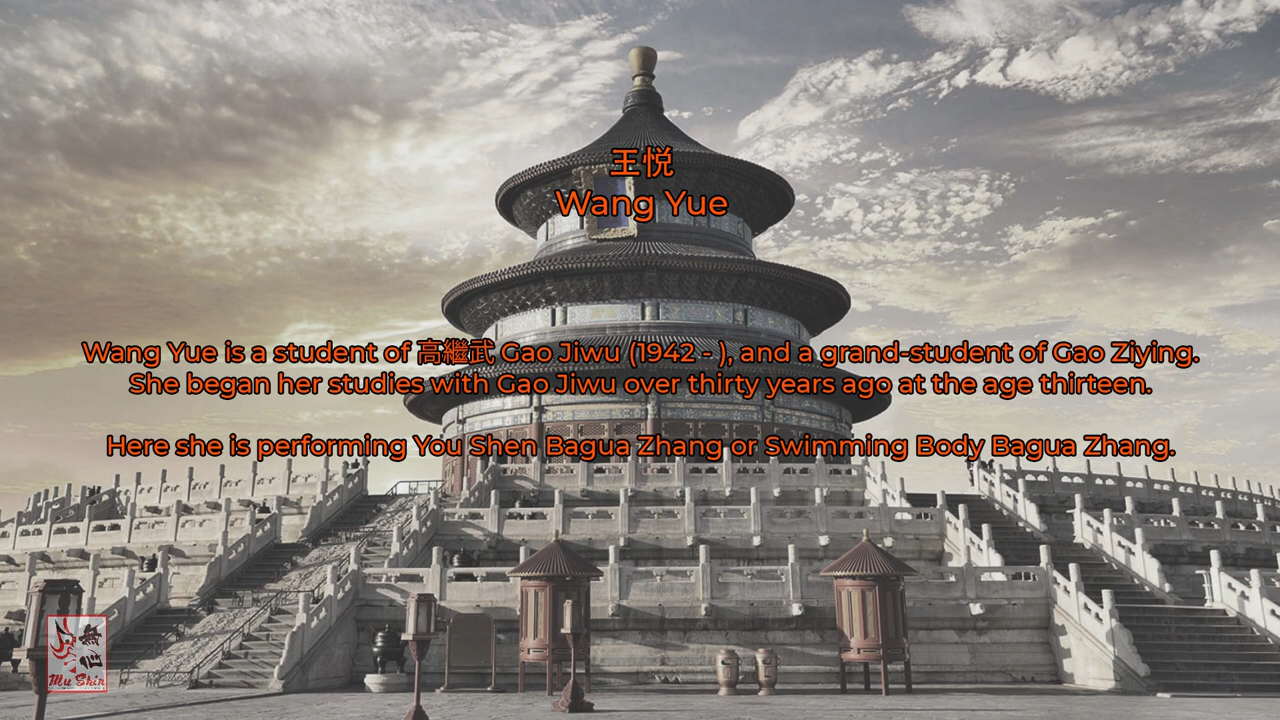 王悦
Wang Yue
Wang Yue is a student of 高繼武 Gao Jiwu (1942 - ), and a grand-student of Gao Ziying.
She began her studies with Gao Jiwu over thirty years ago at the age thirteen.
Here she is performing You Shen Bagua Zhang or Swimming Body Bagua Zhang.
無心
Mu Shin